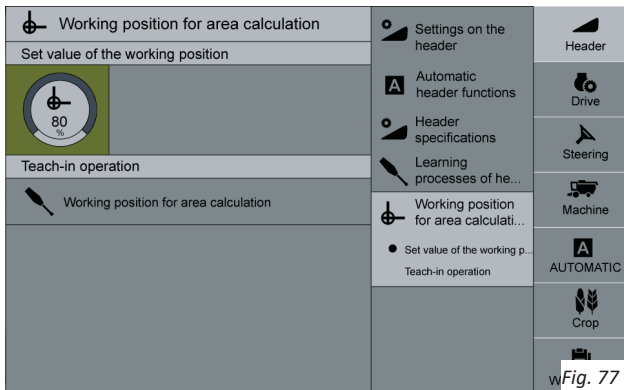 Working position for area calculation
Set value of the working position
80
%
Teach-in operation
Working position for area calculation
Settings on the
header
A
Automatic
header functions
Header
specifications
Learning
processes of he...
Working position
for area calculati...
Set value of the working p...
Teach-in operation
Header
Drive
Steering
Machine
A
AUTOMATIC
Crop
Fig. 77